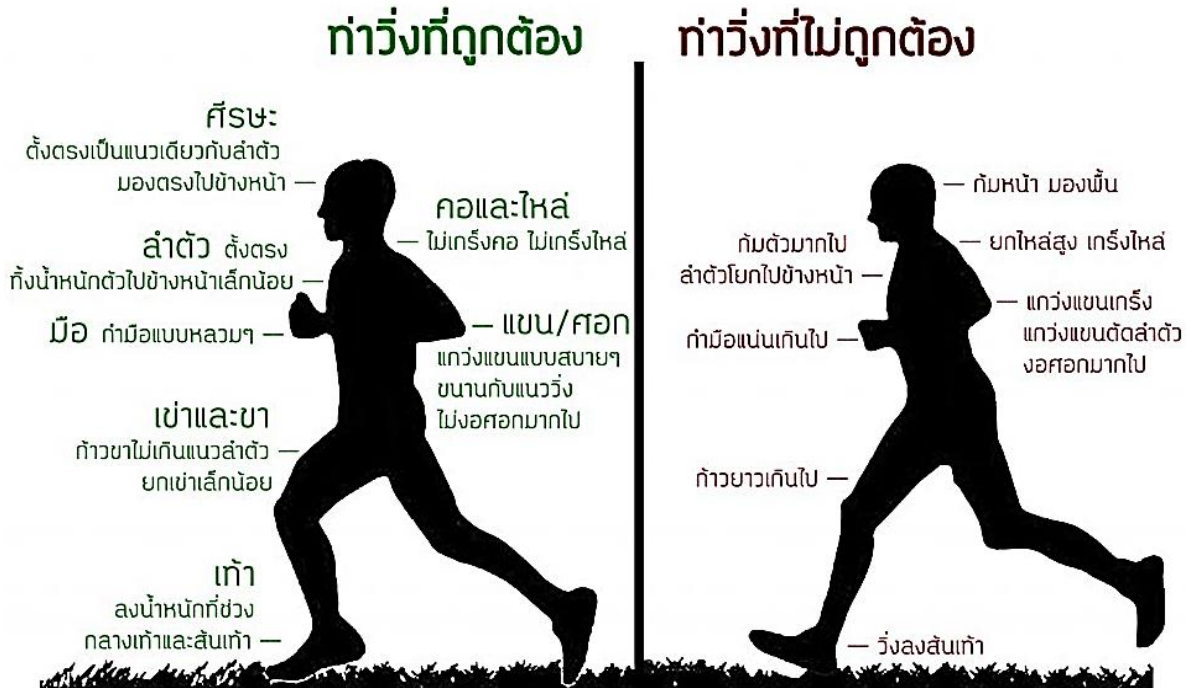 ท่าวิ่งที่ถูกต้อง
ศีรษะ
ตั้งตรงเป็นแนวเดียวกับลำตัว
มองตรงไปข้างหน้า
คอและไหล่
ไม่เกร็งคอ ไม่เกร็งไหล่
ลำตัว ตั้งตรง
ทิ้งน้ำหนักตัวไปข้างหน้าเล็กน้อย
มือ กำมือแบบหลวมๆ
แขน/ศอก
แกว่งแขนแบบสบายๆ
ขนานกับแนววิ่ง
ไม่งอศอกมากไป
เข่าและขา
ก้าวขาไม่เกินแนวลำตัว
ยกเข่าเล็กน้อย
เท้า
ลงน้ำหนักที่ช่วง
กลางเท้าและส้นเท้า
ท่าวิ่งที่ไม่ถูกต้อง
ก้มหน้า มองพื้น
ยกไหล่สูง เกร็งไหล่
ก้มตัวมากไป
ลำตัวโยกไปข้างหน้า
แกว่งแขนเกร็ง
แกว่งแขนตัดลำตัว
งอศอกมากไป
กำมือแน่นเกินไป
ก้าวยาวเกินไป
วิ่งลงส้นเท้า